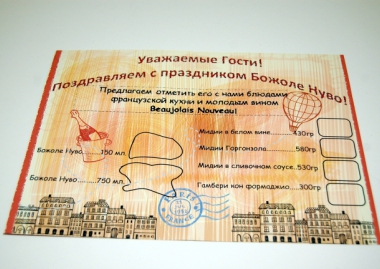 Уважаемые Гости!
Поздравляем с праздником Божоле Нуво!
Предлагаем отметить его с нами блюдами
французской кухни и молодым вином
Beaujolais Nouveau!
Мидии в белом вине.......430гр
Мидии Горгонзола..........580гр
Божоле Нуво........150 мл.
Мидии в сливочном соусе..530гр
Божоле Нуво..........750 мл.
Гамбери кон формаджио.....300гр